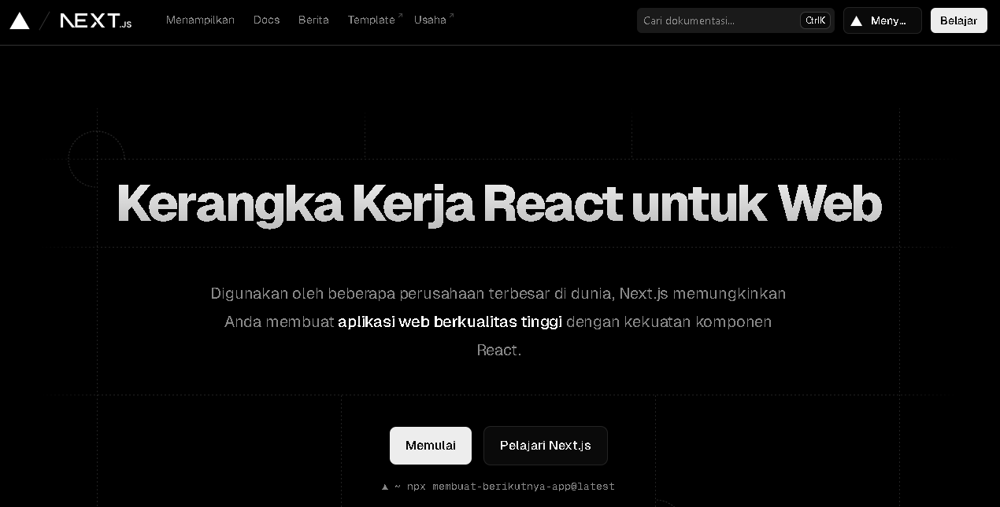 NEXT.JS
Menampilkan
Docs
Berita
Template
Usaha
Cari dokumentasi...
CtrlK
Meny...
Belajar
Kerangka Kerja React untuk Web
Digunakan oleh beberapa perusahaan terbesar di dunia, Next.js memungkinkan
Anda membuat aplikasi web berkualitas tinggi dengan kekuatan komponen
React.
Memulai
Pelajari Next.js
▲ ~ npx membuat-berikutnya-app@latest